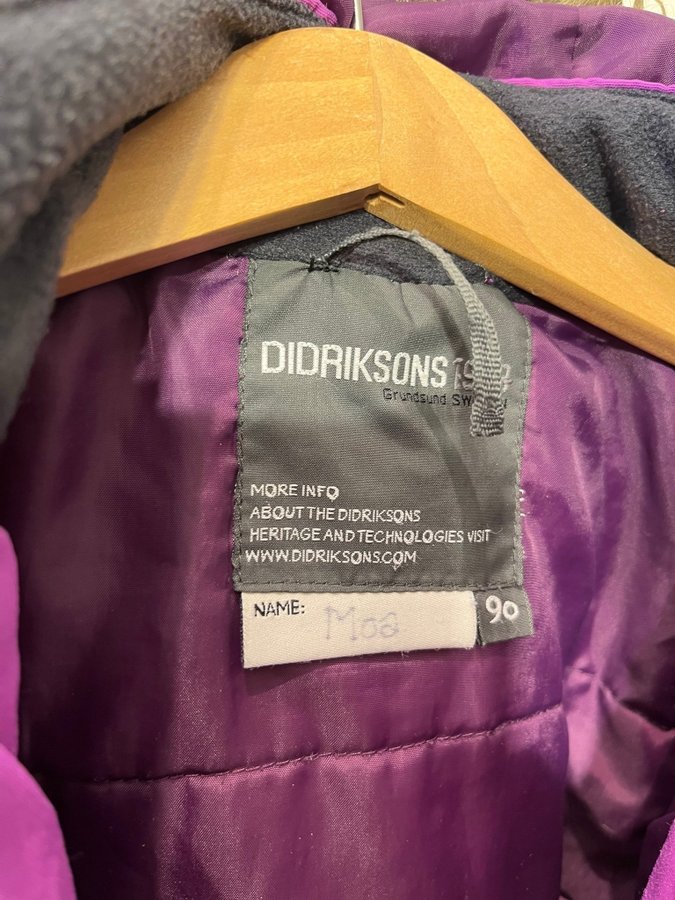 DIDRIKSONS
Grundsund
MORE INFO
ABOUT THE DIDRIKSONS
HERITAGE AND TECHNOLOGIES VISIT
WWW.DIDRIKSONS.COM
NAME: Moa
90